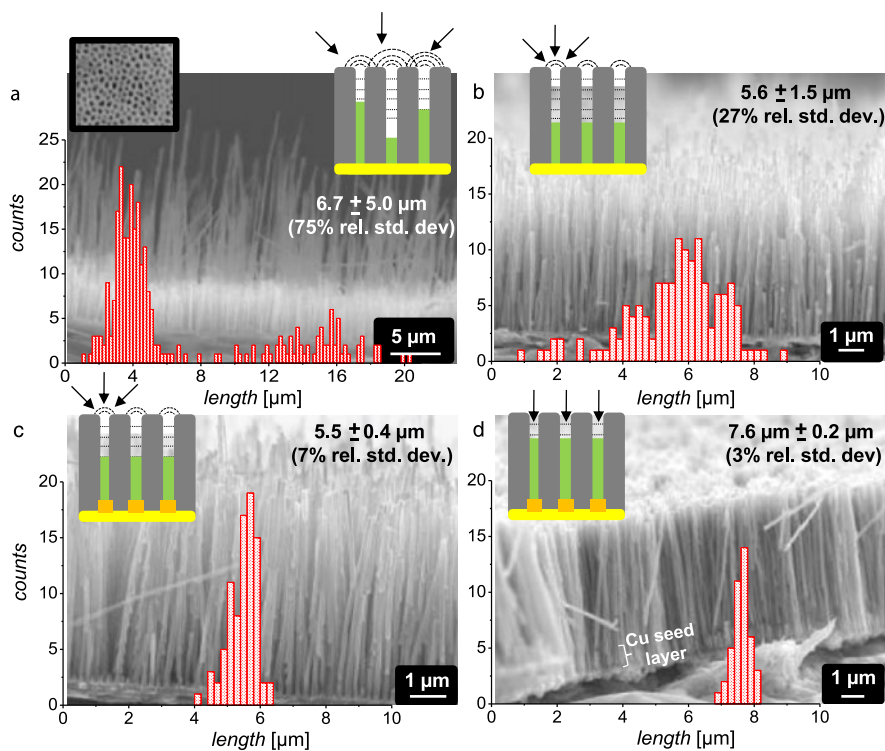 a
counts
25
20
15
10
5
0
0 4 8 12 16 20
length [µm]
6.7 ± 5.0 µm
(75% rel. std. dev)
5 µm
b
25
20
15
10
5
0
0 2 4 6 8 10
length [µm]
5.6 ± 1.5 µm
(27% rel. std. dev.)
1 µm
c
counts
20
15
10
5
0
0 2 4 6 8 10
length [µm]
5.5 ± 0.4 µm
(7% rel. std. dev.)
1 µm
d
20
15
10
5
0
0 2 4 6 8 10
length [µm]
7.6 µm ± 0.2 µm
(3% rel. std. dev)
Cu seed
layer
1 µm